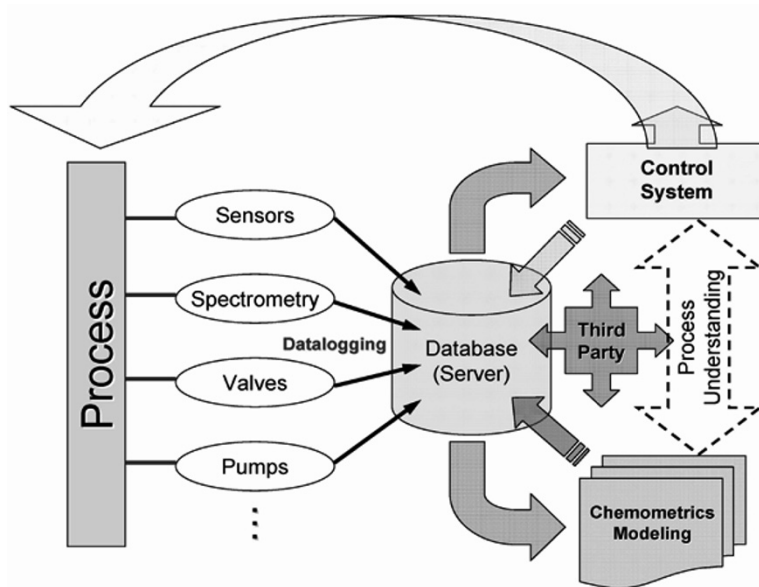 Control
System
Process
Sensors
Spectrometry
Datalogging
Valves
Pumps
Database
(Server)
Third
Party
Process
Understanding
Chemometrics
Modeling